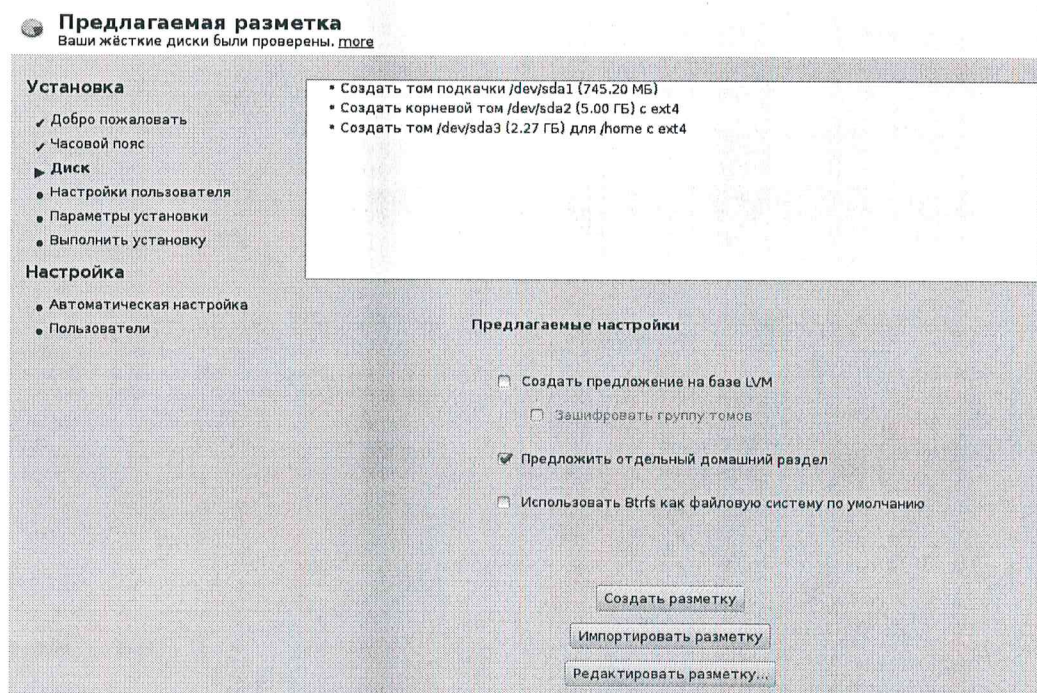 Предлагаемая разметка
Ваши жёсткие диски были проверены. more
Установка
Добро пожаловать
Часовой пояс
Диск
Настройки пользователя
Параметры установки
Выполнить установку
Настройка
Автоматическая настройка
Пользователи
• Создать том подкачки /dev/sda1 (745.20 МБ)
• Создать корневой том /dev/sda2 (5.00 ГБ) с ext4
• Создать том /dev/sda3 (2.27 ГБ) для /home с ext4
Предлагаемые настройки
Создать предложение на базе LVM
Зашифровать группу томов
Предложить отдельный домашний раздел
Использовать Btrfs как файловую систему по умолчанию
Создать разметку
Импортировать разметку
Редактировать разметку...